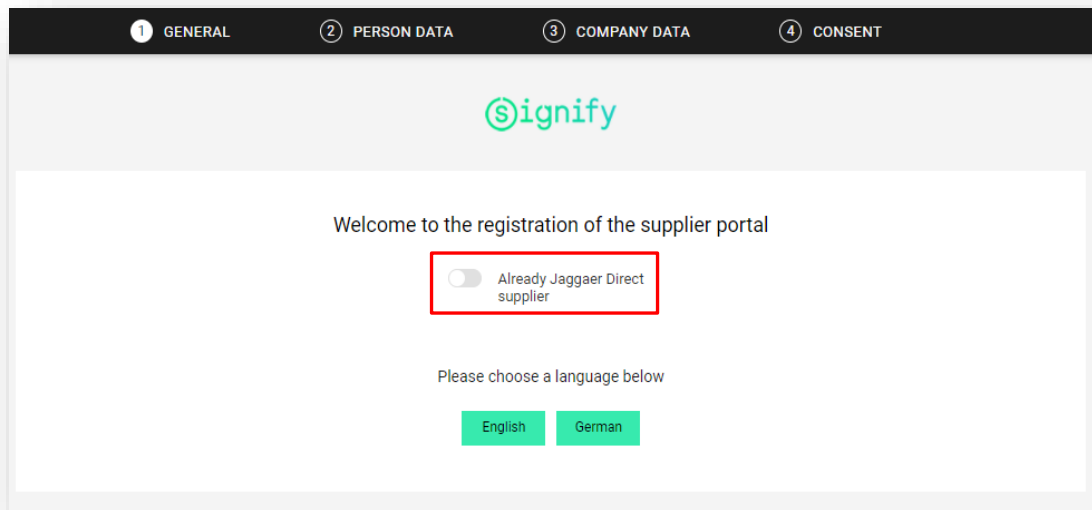 1 GENERAL 2 PERSON DATA 3 COMPANY DATA 4 CONSENT
signify
Welcome to the registration of the supplier portal
Already Jaggaer Direct
supplier
Please choose a language below
English German